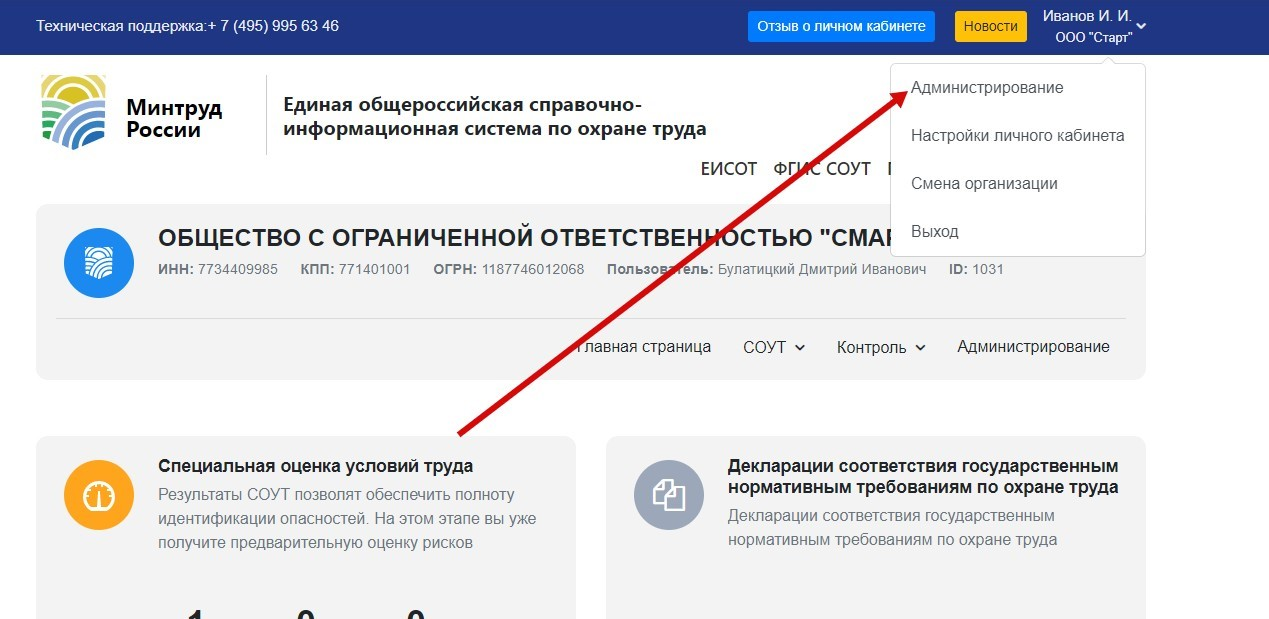 Техническая поддержка:+ 7 (495) 995 63 46
Отзыв о личном кабинете
Новости
Иванов И. И.
ООО "Старт"
Администрирование
Настройки личного кабинета
Смена организации
Выход
Минтруд
России
Единая общероссийская справочно-
информационная система по охране труда
ЕИСОТ ФГИС СОУТ
ОБЩЕСТВО С ОГРАНИЧЕННОЙ ОТВЕТСТВЕННОСТЬЮ
ИНН: 7734409985 КПП: 771401001 ОГРН: 1187746012068 Пользователь: Булатицкий Дмитрий Иванович ID: 1031
Главная страница СОУТ Контроль Администрирование
Специальная оценка условий труда
Результаты СОУТ позволят обеспечить полноту
идентификации опасностей. На этом этапе вы уже
получите предварительную оценку рисков
Декларации соответствия государственным
нормативным требованиям по охране труда
Декларации соответствия государственным
нормативным требованиям по охране труда